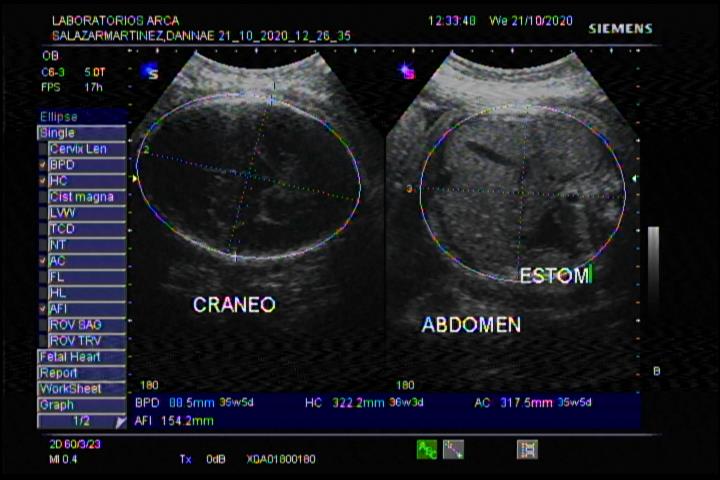 LABORATORIOS ARCA
12:33:48 We 21/10/2020
SIEMENS
SALAZARMARTINEZ,DANNAE 21_10_2020_12_26_35
OB
C6-3 5.0T
FPS 17h
S
S
Ellipse
Single
Cervix Len
BPD
HC
Cist magna
LVW
TCD
NT
AC
FL
HL
AFI
ROV SAG
ROV TRV
Fetal Heart
Report
WorkSheet
Graph
1/2
2
3
CRANEO
ESTOM
ABDOMEN
B
180
180
BPD 88.5mm 35w5d HC 322.2mm 36w3d AC 317.5mm 35w5d
AFI 154.2mm
2D 60/3/23
MI 0.4 Tx 0dB XDA01800180
ABC